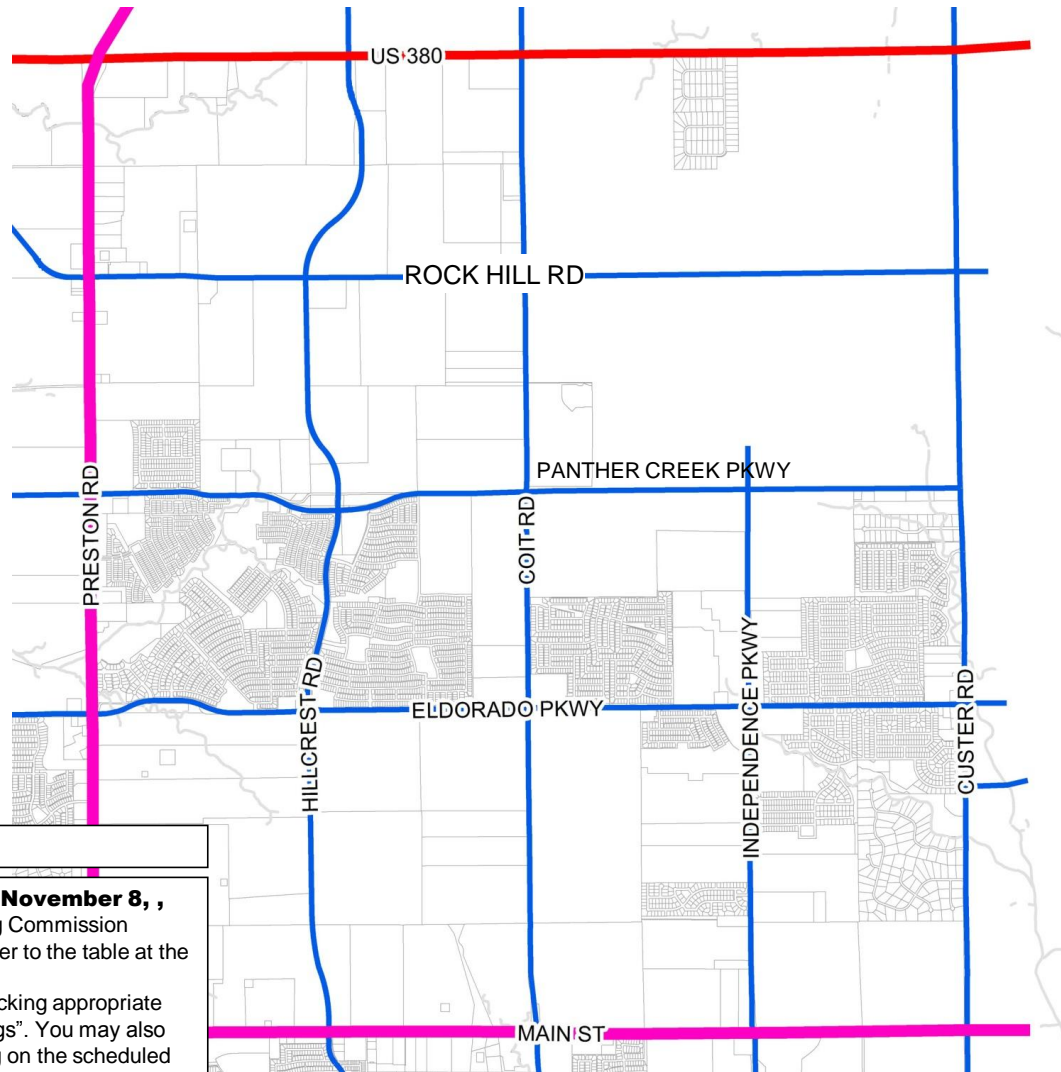 US 380
ROCK HILL RD
PANTHER CREEK PKWY
PRESTON RD
COIT RD
HILLCREST RD
ELDORADO PKWY
INDEPENDENCE PKWY
CUSTER RD
MAIN ST
November 8, ,
g Commission
er to the table at the
cking appropriate
gs”. You may also
g on the scheduled